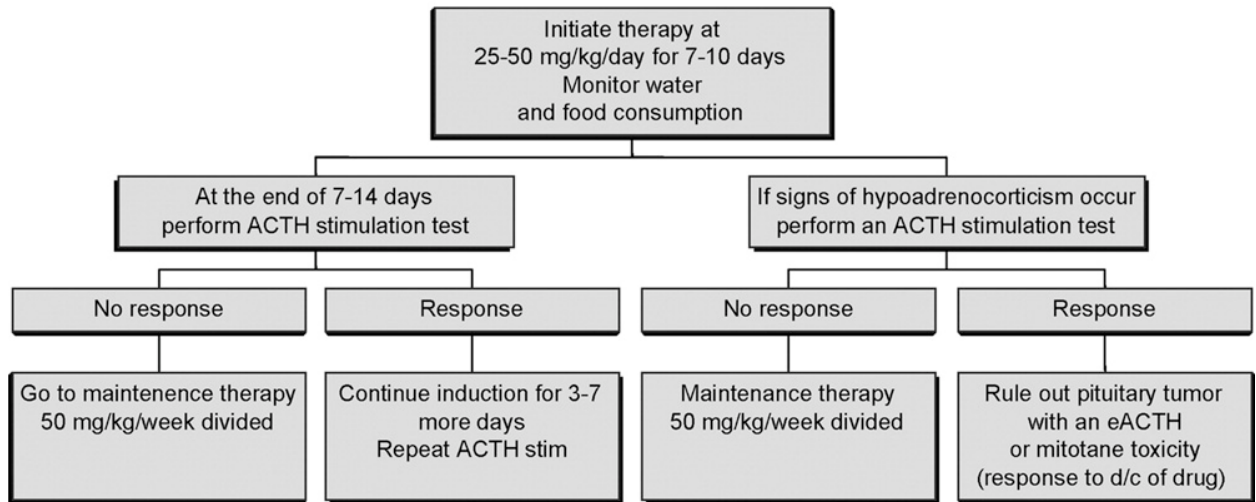 Initiate therapy at
25-50 mg/kg/day for 7-10 days
Monitor water
and food consumption
At the end of 7-14 days
perform ACTH stimulation test
If signs of hypoadrenocorticism occur
perform an ACTH stimulation test
No response
Response
No response
Response
Go to maintenence therapy
50 mg/kg/week divided
Continue induction for 3-7
more days
Repeat ACTH stim
Maintenance therapy
50 mg/kg/week divided
Rule out pituitary tumor
with an eACTH
or mitotane toxicity
(response to d/c of drug)